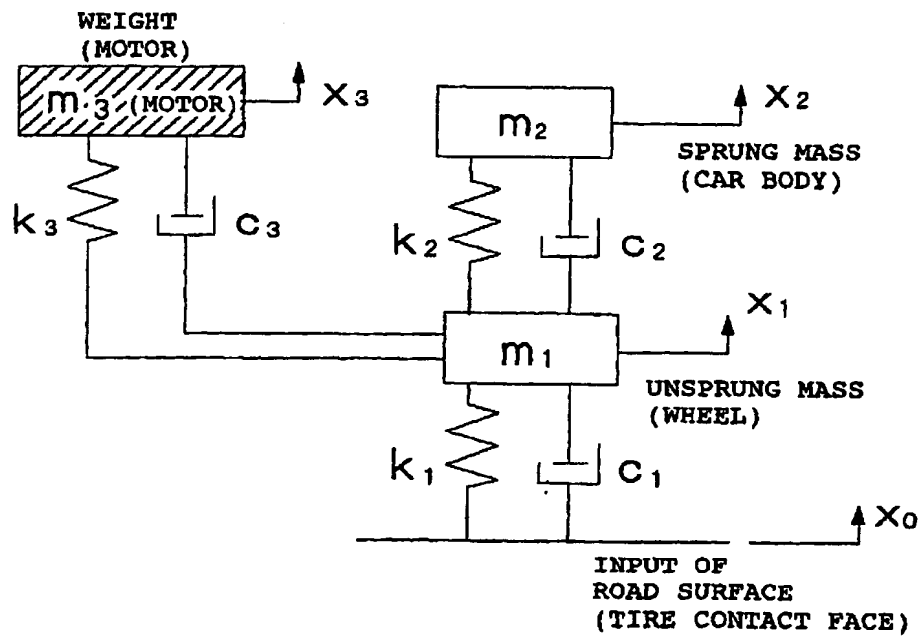 WEIGHT
(MOTOR)
m3 (MOTOR)
x3
m2
x2
SPRUNG MASS
(CAR BODY)
k3
c3
k2
c2
m1
x1
UNSPRUNG MASS
(WHEEL)
k1
c1
x0
INPUT OF
ROAD SURFACE
(TIRE CONTACT FACE)